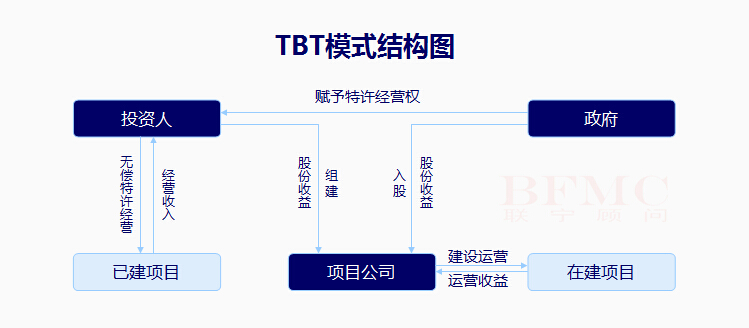 TBT模式结构图
赋予特许经营权
投资人
政府
无偿特许经营
经营收入
股份收益
组建
入股
股份收益
BFMC
联宇顾问
已建项目
项目公司
建设运营
运营收益
在建项目